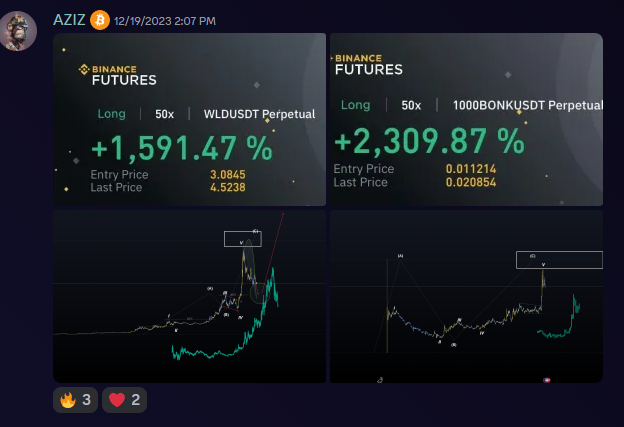 AZIZ 12/19/2023 2:07 PM
BINANCE
FUTURES
Long | 50x | WLDUSDT Perpetual
+1,591.47 %
Entry Price 3.0845
Last Price 4.5238
BINANCE
FUTURES
Long | 50x | 1000BONKUSDT Perpetual
+2,309.87 %
Entry Price 0.011214
Last Price 0.020854
(A)
(B)
(C)
V
(A)
(B)
(C)
V
3
2